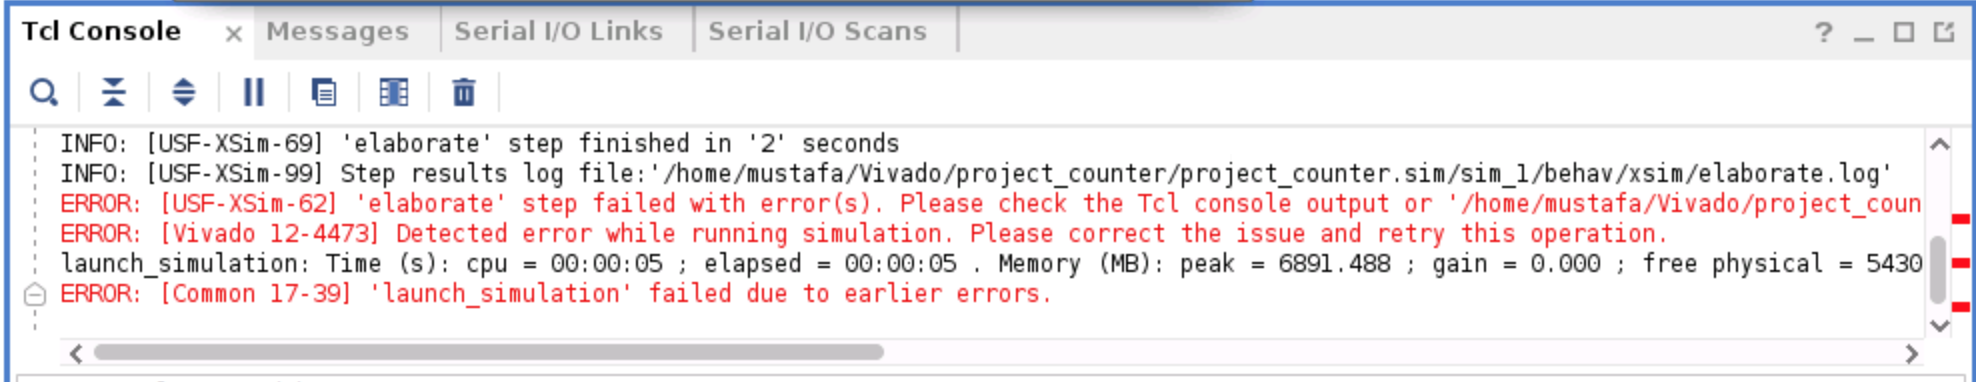 Tcl Console × Messages Serial I/O Links Serial I/O Scans ?
INFO: [USF-XSim-69] 'elaborate' step finished in '2' seconds
INFO: [USF-XSim-99] Step results log file:'/home/mustafa/Vivado/project_counter/project_counter.sim/sim_1/behav/xsim/elaborate.log'
ERROR: [USF-XSim-62] 'elaborate' step failed with error(s). Please check the Tcl console output or '/home/mustafa/Vivado/project_coun
ERROR: [Vivado 12-4473] Detected error while running simulation. Please correct the issue and retry this operation.
launch_simulation: Time (s): cpu = 00:00:05 ; elapsed = 00:00:05 . Memory (MB): peak = 6891.488 ; gain = 0.000 ; free physical = 5430
ERROR: [Common 17-39] 'launch_simulation' failed due to earlier errors.